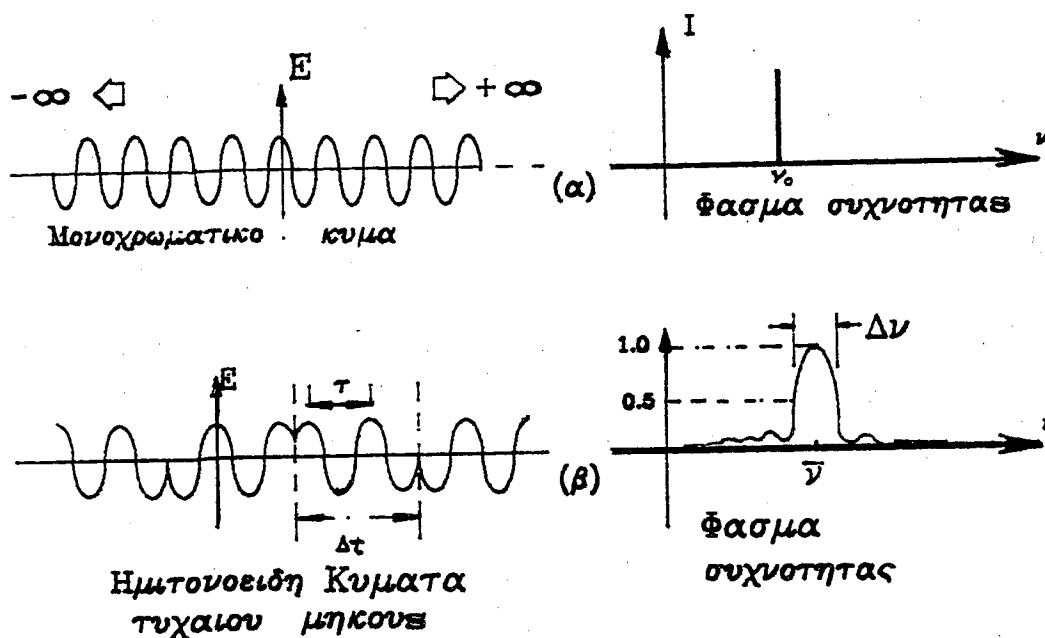 I
E
- ∞
+ ∞
ν
(α)
ν₀
Φασμα συχνοτητας
Μονοχρωματικο κυμα
Δν
1.0
E
τ
0.5
(β)
ν̅
Δt
Φασμα
συχνοτητας
Ημιτονοειδη Κυματα
τυχαιου μηκους